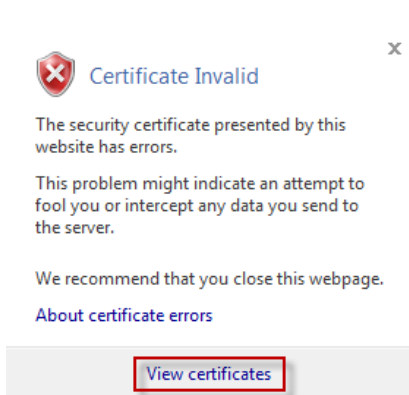 x
Certificate Invalid
The security certificate presented by this
website has errors.
This problem might indicate an attempt to
fool you or intercept any data you send to
the server.
We recommend that you close this webpage.
About certificate errors
View certificates